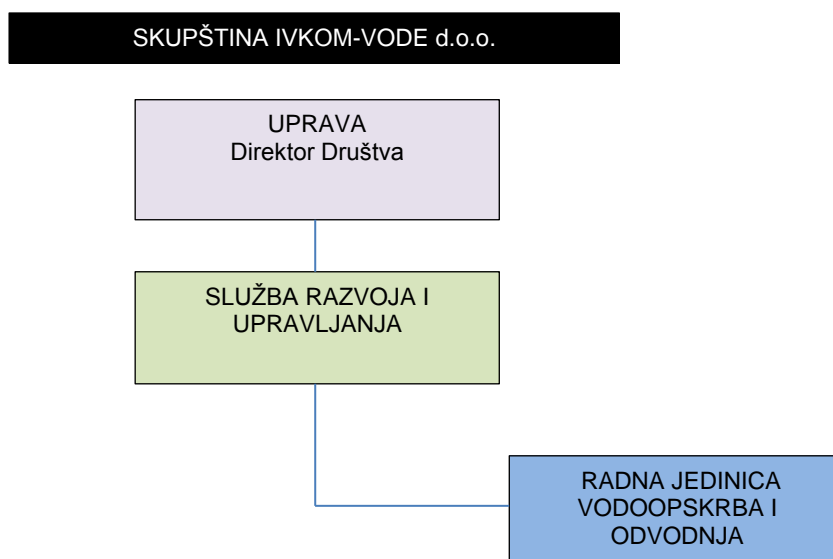 SKUPŠTINA IVKOM-VODE d.o.o.
UPRAVA
Direktor Društva
SLUŽBA RAZVOJA I
UPRAVLJANJA
RADNA JEDINICA
VODOOPSKRBA I
ODVODNJA